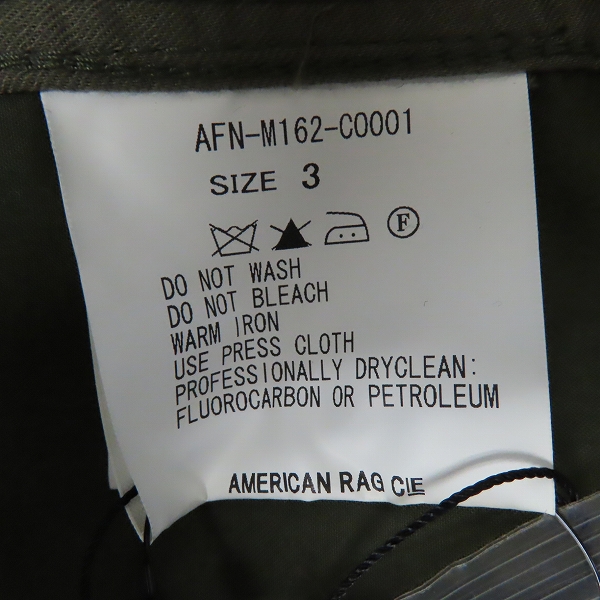 AFN-M162-C0001
SIZE 3
F
DO NOT WASH
DO NOT BLEACH
WARM IRON
USE PRESS CLOTH
PROFESSIONALLY DRYCLEAN:
FLUOROCARBON OR PETROLEUM
AMERICAN RAG CIE